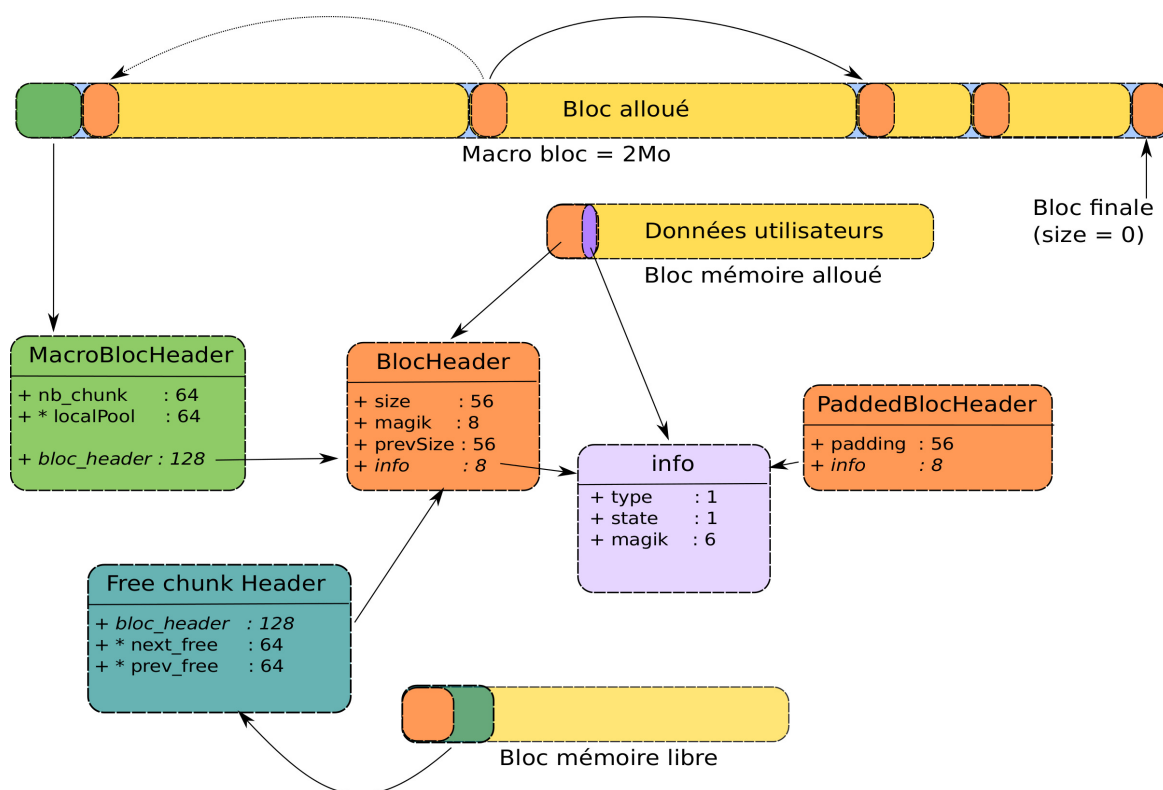 Bloc alloué
Macro bloc = 2Mo
Bloc finale
(size = 0)
Données utilisateurs
Bloc mémoire alloué
MacroBlocHeader
+ nb_chunk : 64
+ * localPool : 64
+ bloc_header : 128
BlocHeader
+ size : 56
+ magik : 8
+ prevSize : 56
+ info : 8
PaddedBlocHeader
+ padding : 56
+ info : 8
info
+ type : 1
+ state : 1
+ magik : 6
Free chunk Header
+ bloc_header : 128
+ * next_free : 64
+ * prev_free : 64
Bloc mémoire libre